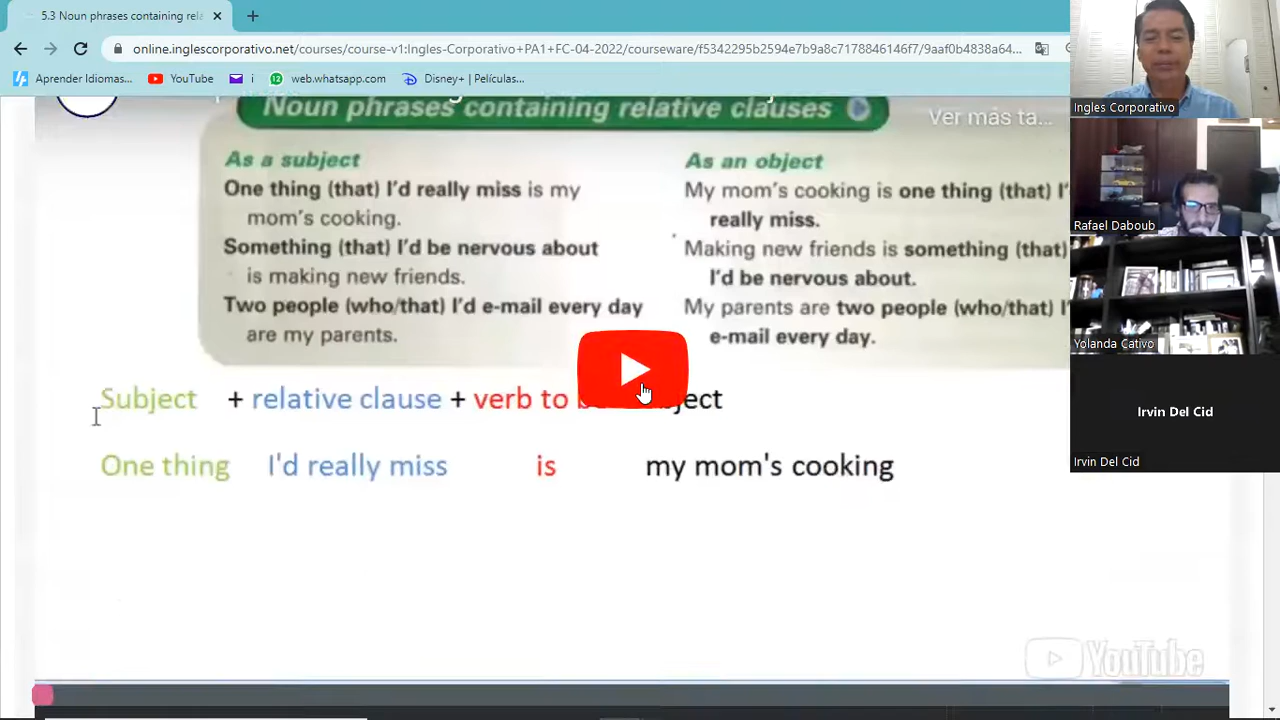 5.3 Noun phrases containing rela
online.inglescorporativo.net/courses/course-v1:Ingles-Corporativo+PA1+FC-04-2022/courseware/f5342295b2594e7b9a8c7178846146f7/9aaf0b4838a64...
Aprender Idiomas... YouTube i web.whatsapp.com Disney+ | Películas...
Noun phrases containing relative clauses
Ver más ta...
As a subject
One thing (that) I'd really miss is my
mom's cooking.
Something (that) I'd be nervous about
is making new friends.
Two people (who/that) I'd e-mail every day
are my parents.
As an object
My mom's cooking is one thing (that)
really miss.
Making new friends is something (that)
I'd be nervous about.
My parents are two people (who/that)
e-mail every day.
Subject + relative clause + verb to
One thing I'd really miss is my mom's cooking
YouTube
Ingles Corporativo
Rafael Daboub
Yolanda Cativo
Irvin Del Cid
Irvin Del Cid